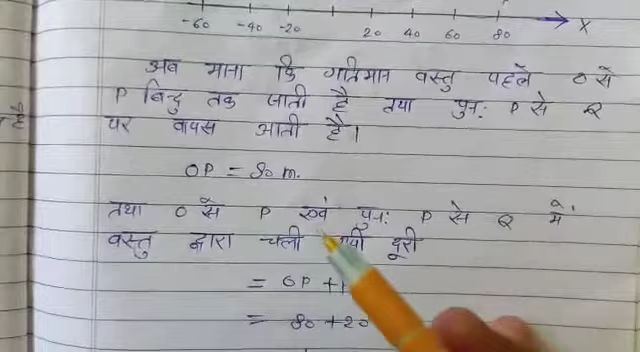 -60 -40 -20 20 40 60 80 X
अब माना कि गतिमान वस्तु पहले O से
P बिन्दु तक जाती है तथा पुन: P से Q
पर वापस आती है।
OP = 80 m.
तथा O से P एवं पुन: P से Q में
वस्तु द्वारा चली गयी दूरी
= OP +
= 80 + 20